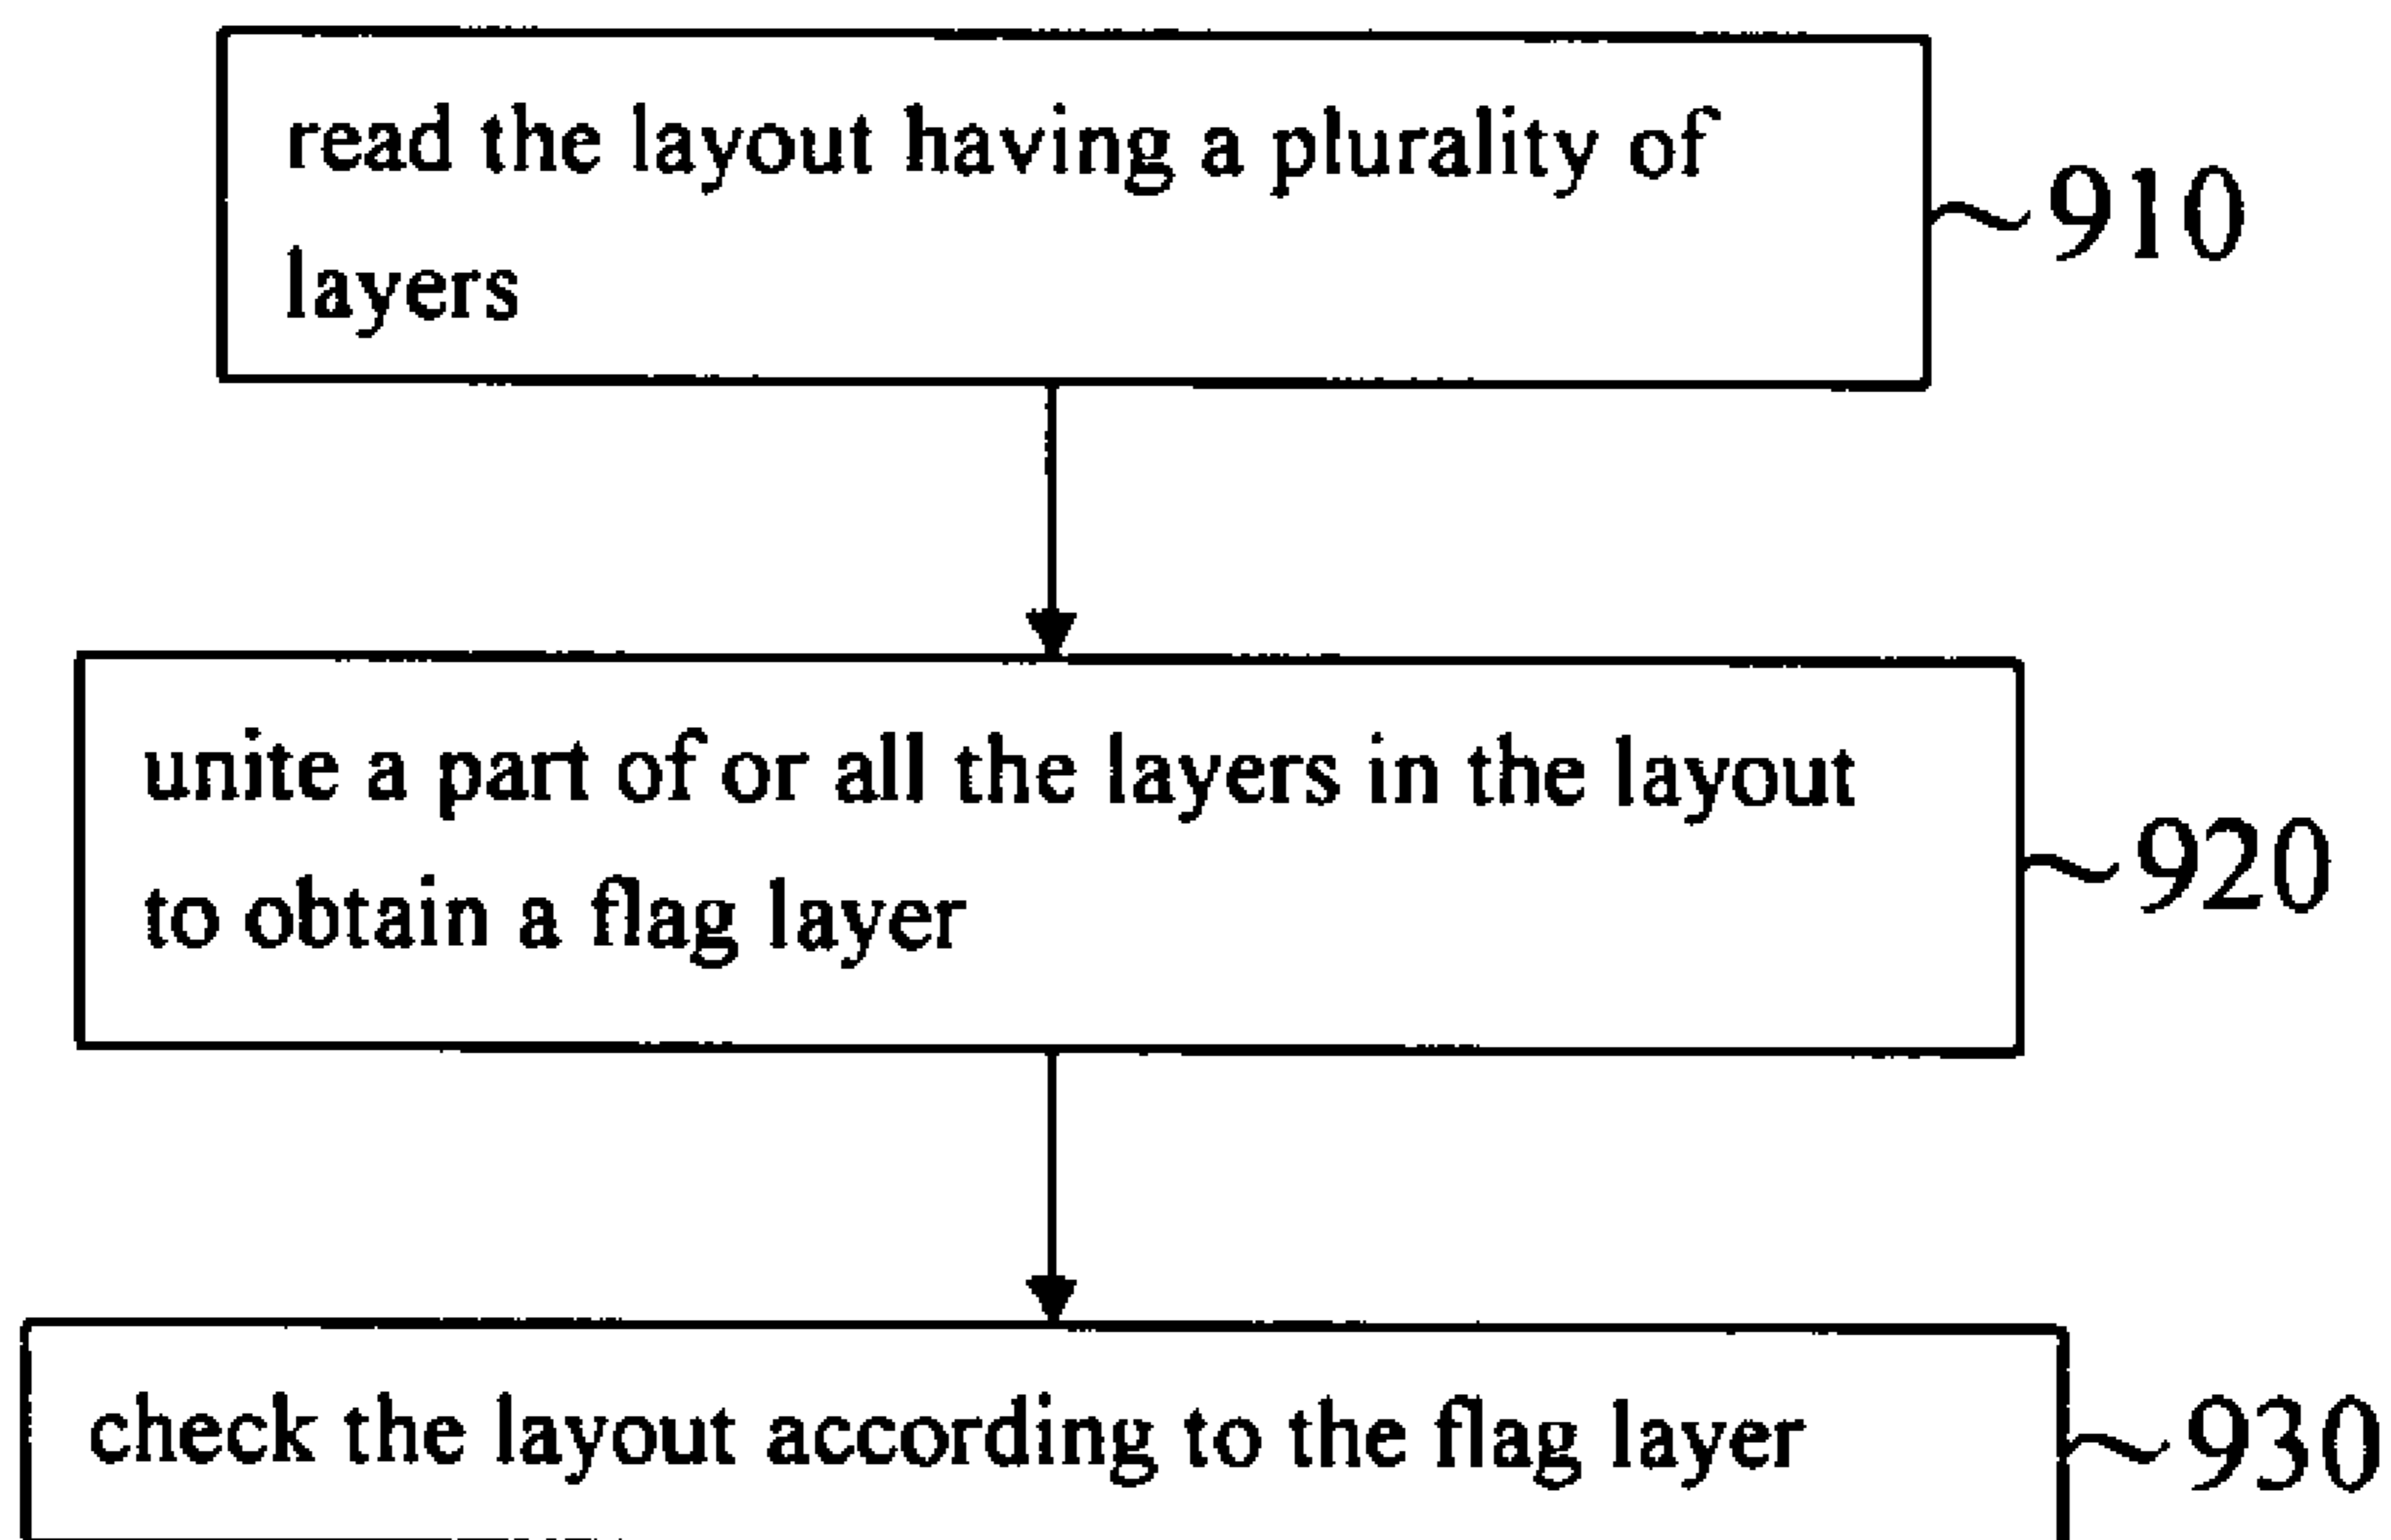 read the layout having a plurality of
layers
910
unite a part of or all the layers in the layout
to obtain a flag layer
920
check the layout according to the flag layer
930